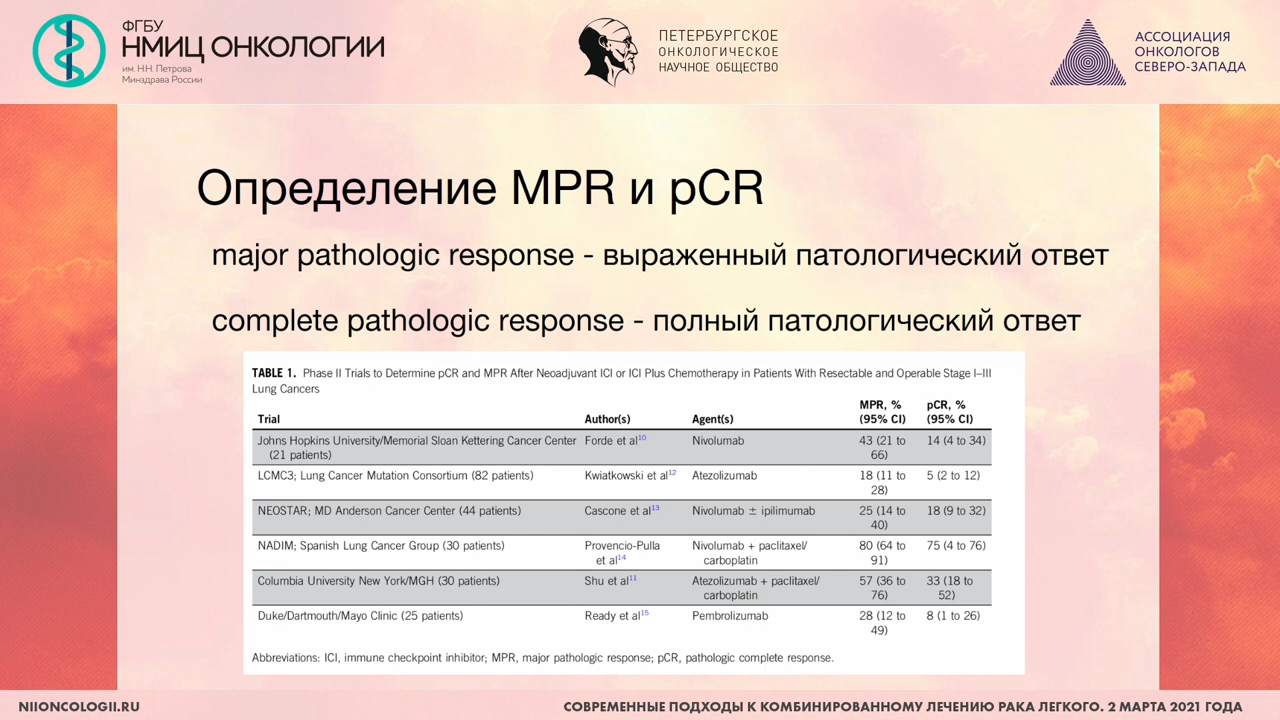 ФГБУ
НМИЦ ОНКОЛОГИИ
им. Н.Н. Петрова
Минздрава России
ПЕТЕРБУРГСКОЕ
ОНКОЛОГИЧЕСКОЕ
НАУЧНОЕ ОБЩЕСТВО
АССОЦИАЦИЯ
ОНКОЛОГОВ
СЕВЕРО-ЗАПАДА
Определение MPR и pCR
major pathologic response - выраженный патологический ответ
complete pathologic response - полный патологический ответ
TABLE 1. Phase II Trials to Determine pCR and MPR After Neoadjuvant ICI or ICI Plus Chemotherapy in Patients With Resectable and Operable Stage I–III
Lung Cancers
MPR, % pCR, %
Trial Author(s) Agent(s) (95% CI) (95% CI)
Johns Hopkins University/Memorial Sloan Kettering Cancer Center Forde et al10 Nivolumab 43 (21 to 14 (4 to 34)
(21 patients) 66)
LCMC3; Lung Cancer Mutation Consortium (82 patients) Kwiatkowski et al12 Atezolizumab 18 (11 to 5 (2 to 12)
28)
NEOSTAR; MD Anderson Cancer Center (44 patients) Cascone et al13 Nivolumab ± ipilimumab 25 (14 to 18 (9 to 32)
40)
NADIM; Spanish Lung Cancer Group (30 patients) Provencio-Pulla Nivolumab + paclitaxel/ 80 (64 to 75 (4 to 76)
et al14 carboplatin 91)
Columbia University New York/MGH (30 patients) Shu et al11 Atezolizumab + paclitaxel/ 57 (36 to 33 (18 to
carboplatin 76) 52)
Duke/Dartmouth/Mayo Clinic (25 patients) Ready et al15 Pembrolizumab 28 (12 to 8 (1 to 26)
49)
Abbreviations: ICI, immune checkpoint inhibitor; MPR, major pathologic response; pCR, pathologic complete response.
NIIONCOLOGII.RU
СОВРЕМЕННЫЕ ПОДХОДЫ К КОМБИНИРОВАННОМУ ЛЕЧЕНИЮ РАКА ЛЕГКОГО. 2 МАРТА 2021 ГОДА